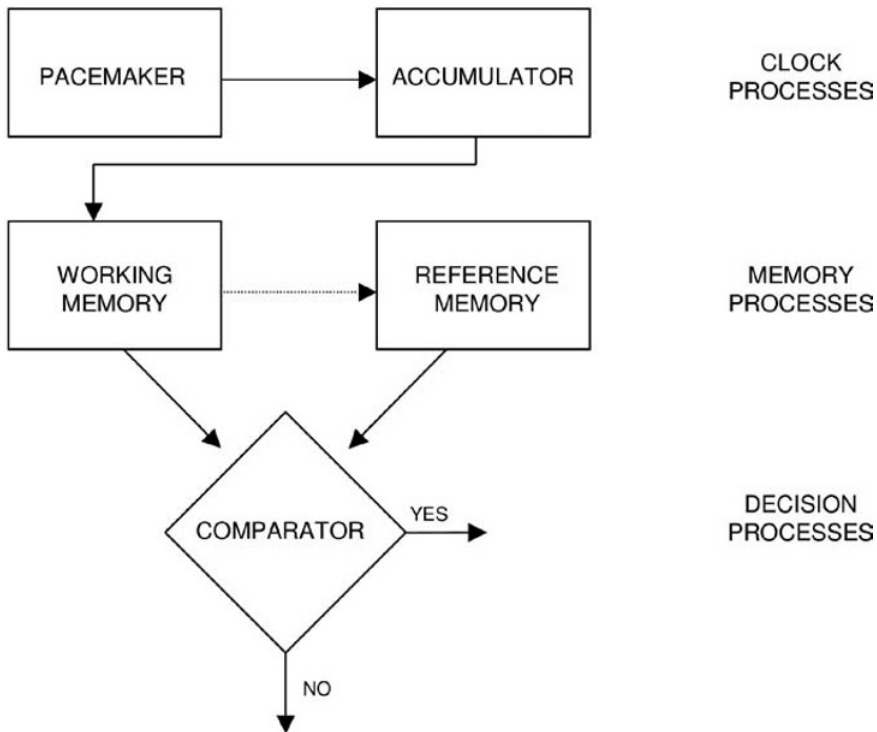 PACEMAKER
ACCUMULATOR
CLOCK
PROCESSES
WORKING
MEMORY
REFERENCE
MEMORY
MEMORY
PROCESSES
COMPARATOR
YES
DECISION
PROCESSES
NO